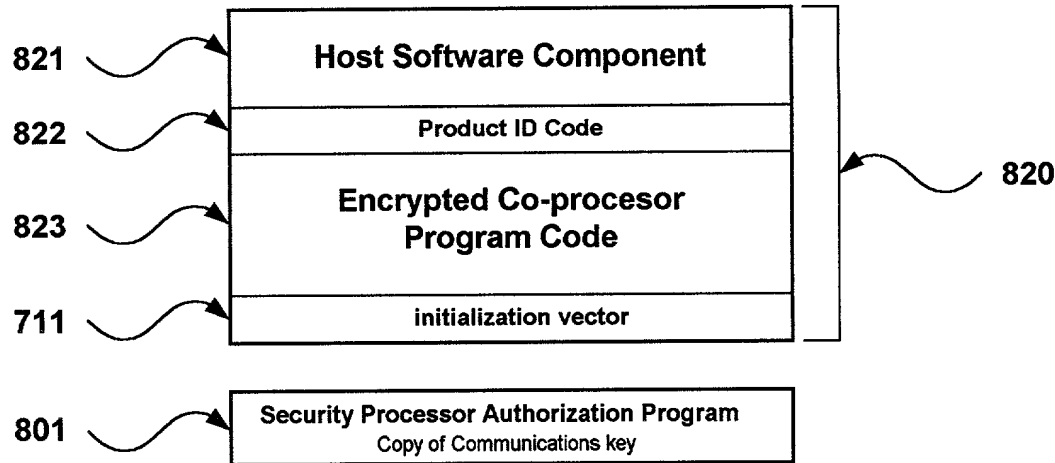 821
Host Software Component
822
Product ID Code
820
823
Encrypted Co-procesor
Program Code
711
initialization vector
801
Security Processor Authorization Program
Copy of Communications key